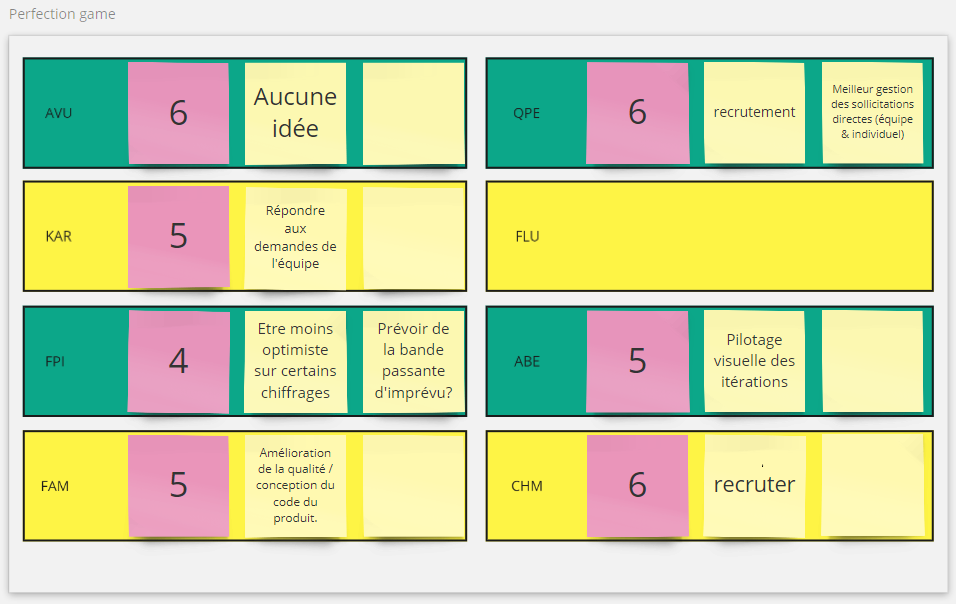 Perfection game
AVU
6
Aucune
idée
QPE
6
recrutement
Meilleur gestion
des sollicitations
directes (équipe
& individuel)
KAR
5
Répondre
aux
demandes de
l'équipe
FLU
FPI
4
Etre moins
optimiste
sur certains
chiffrages
Prévoir de
la bande
passante
d'imprévu?
ABE
5
Pilotage
visuelle des
itérations
FAM
5
Amélioration
de la qualité /
conception du
code du
produit.
CHM
6
.
recruter